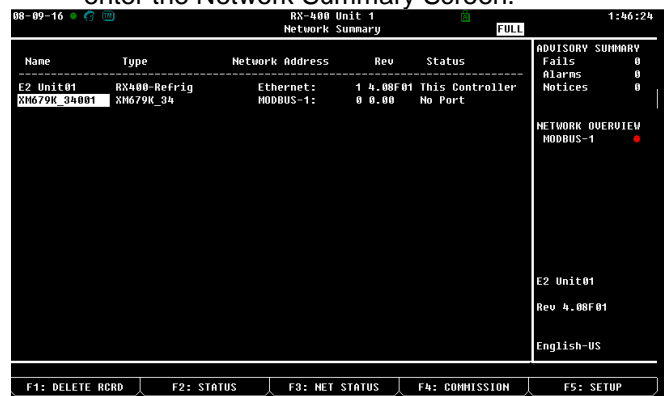 enter the Network Summary Screen.
08-09-16 RX-400 Unit 1 1:46:24
Network Summary FULL
Name Type Network Address Rev Status
E2 Unit01 RX400-Refrig Ethernet: 1 4.08F01 This Controller
XM679K_34001 XM679K_34 MODBUS-1: 0 0.00 No Port
ADVISORY SUMMARY
Fails 0
Alarms 0
Notices 0
NETWORK OVERVIEW
MODBUS-1
E2 Unit01
Rev 4.08F01
English-US
F1: DELETE RCRD F2: STATUS F3: NET STATUS F4: COMMISSION F5: SETUP